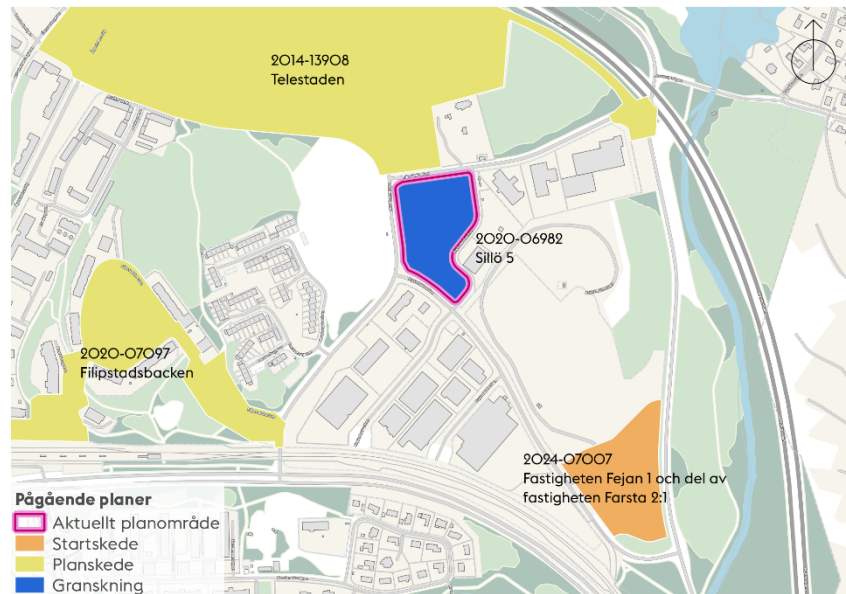 2014-13908
Telestaden
2020-06982
Sillö 5
2020-07097
Filipstadsbacken
2024-07007
Fastigheten Fejan 1 och del av
fastigheten Farsta 2:1
Pågående planer
Aktuellt planområde
Startskede
Planskede
Granskning